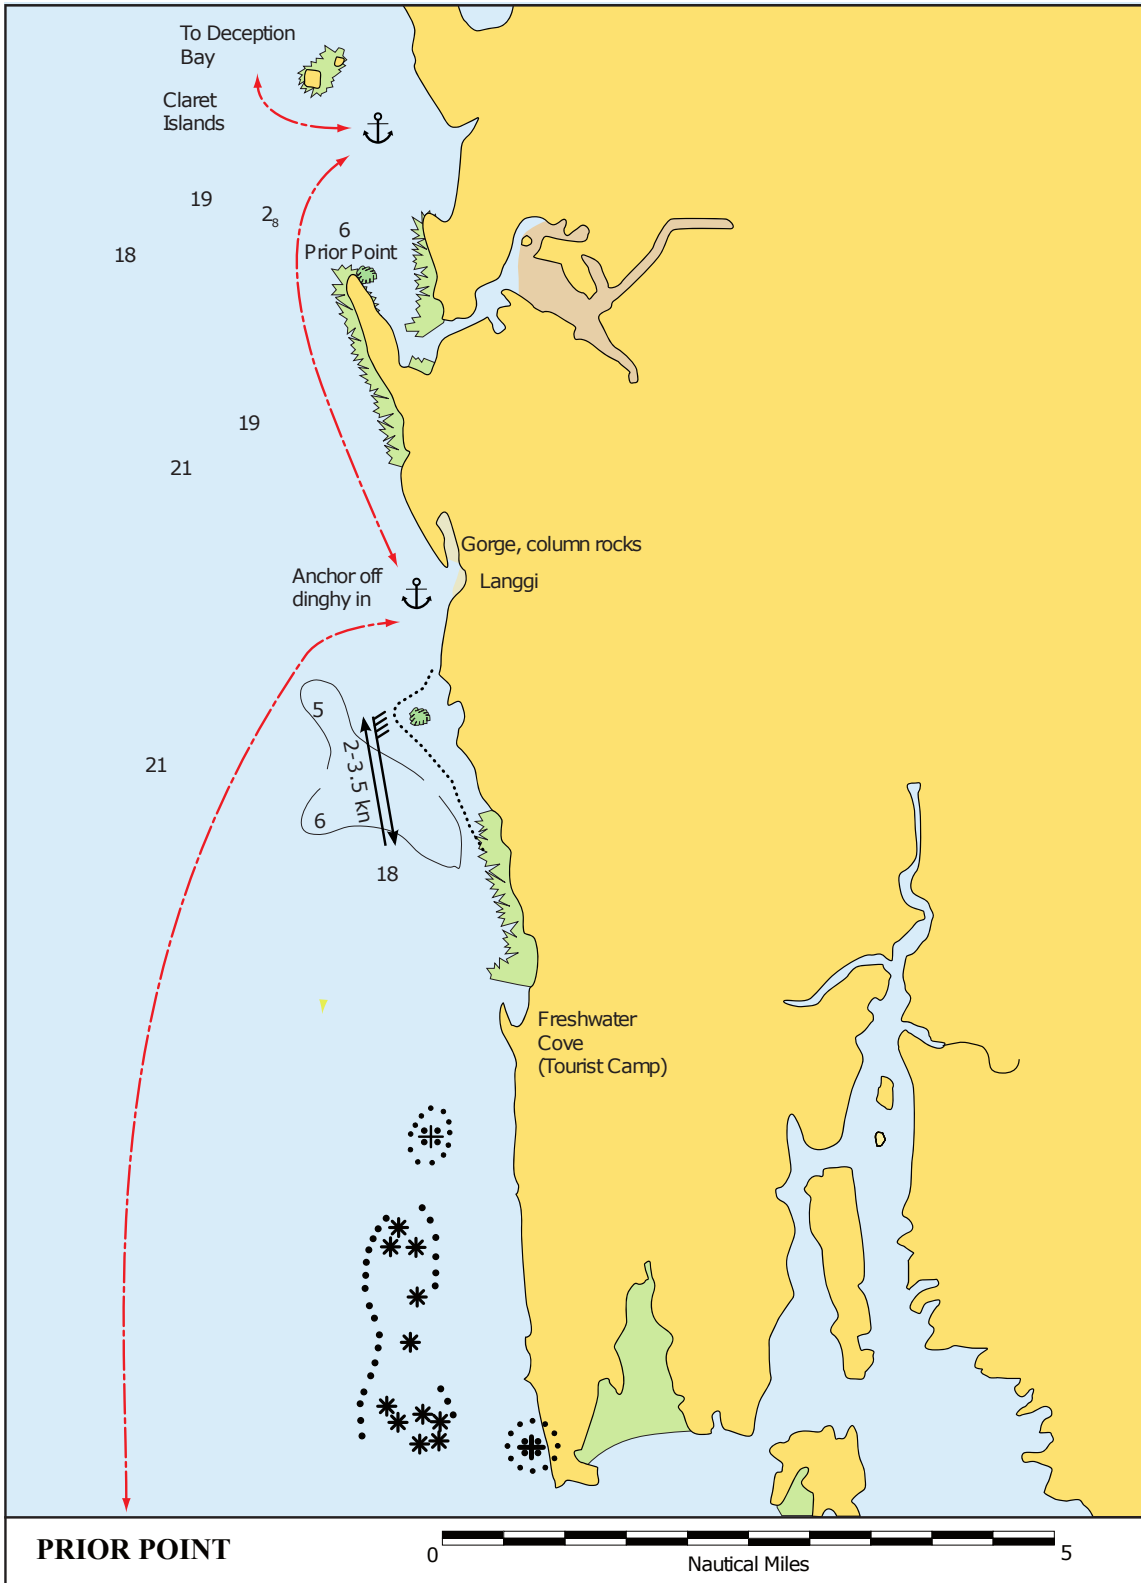 To Deception
Bay
Claret
Islands
19
2₈
6
18
Prior Point
19
21
Gorge, column rocks
Anchor off
dinghy in
Langgi
5
2-3.5 kn
21
6
18
Freshwater
Cove
(Tourist Camp)
PRIOR POINT
0
5
Nautical Miles